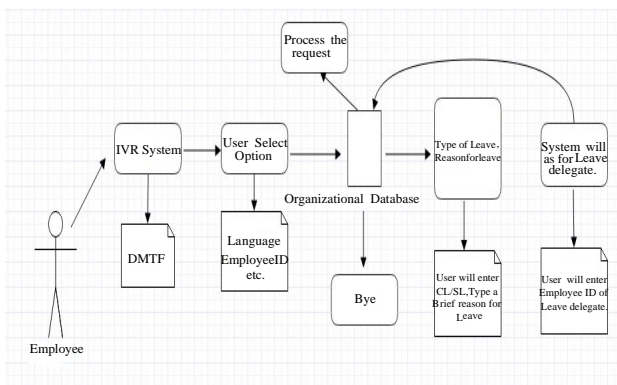 Process the
request
IVR System
User Select
Option
Type of Leave,
Reasonforleave
System will
as for Leave
delegate.
Organizational Database
DMTF
Language
EmployeeID
etc.
Bye
User will enter
CL/SL,Type a
Brief reason for
Leave
User will enter
Employee ID of
Leave delegate.
Employee